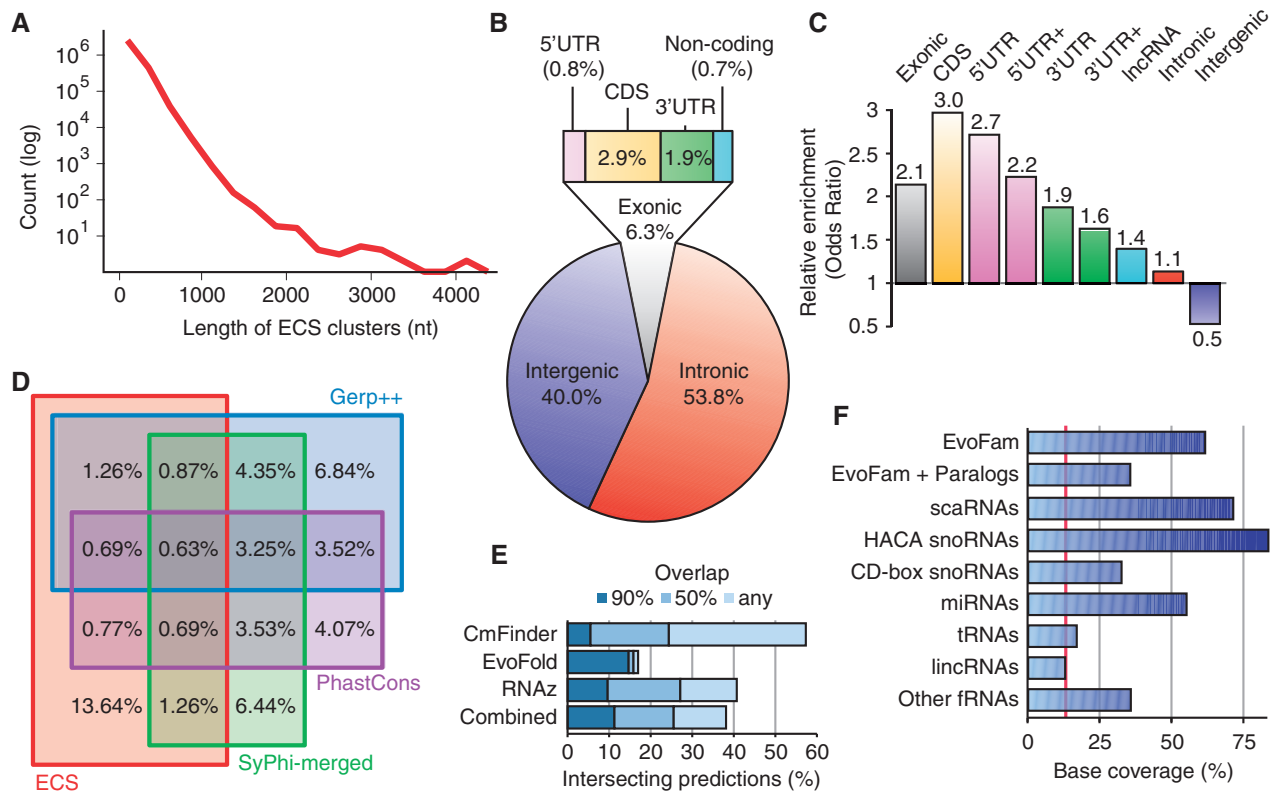 A
10^6
10^5
10^4
10^3
10^2
10^1
Count (log)
0 1000 2000 3000 4000
Length of ECS clusters (nt)
B
5’UTR
(0.8%)
Non-coding
(0.7%)
CDS
3’UTR
2.9% 1.9%
Exonic
6.3%
Intergenic
40.0%
Intronic
53.8%
C
Exonic
CDS
5’UTR
5’UTR+
3’UTR
3’UTR+
lncRNA
Intronic
Intergenic
Relative enrichment
(Odds Ratio)
3
2.5
2
1.5
1
0.5
2.1
3.0
2.7
2.2
1.9
1.6
1.4
1.1
0.5
D
Gerp++
1.26% 0.87% 4.35% 6.84%
0.69% 0.63% 3.25% 3.52%
0.77% 0.69% 3.53% 4.07%
PhastCons
13.64% 1.26% 6.44%
SyPhi-merged
ECS
E
Overlap
90% 50% any
CmFinder
EvoFold
RNAz
Combined
0 10 20 30 40 50 60
Intersecting predictions (%)
F
EvoFam
EvoFam + Paralogs
scaRNAs
HACA snoRNAs
CD-box snoRNAs
miRNAs
tRNAs
lincRNAs
Other fRNAs
0 25 50 75
Base coverage (%)